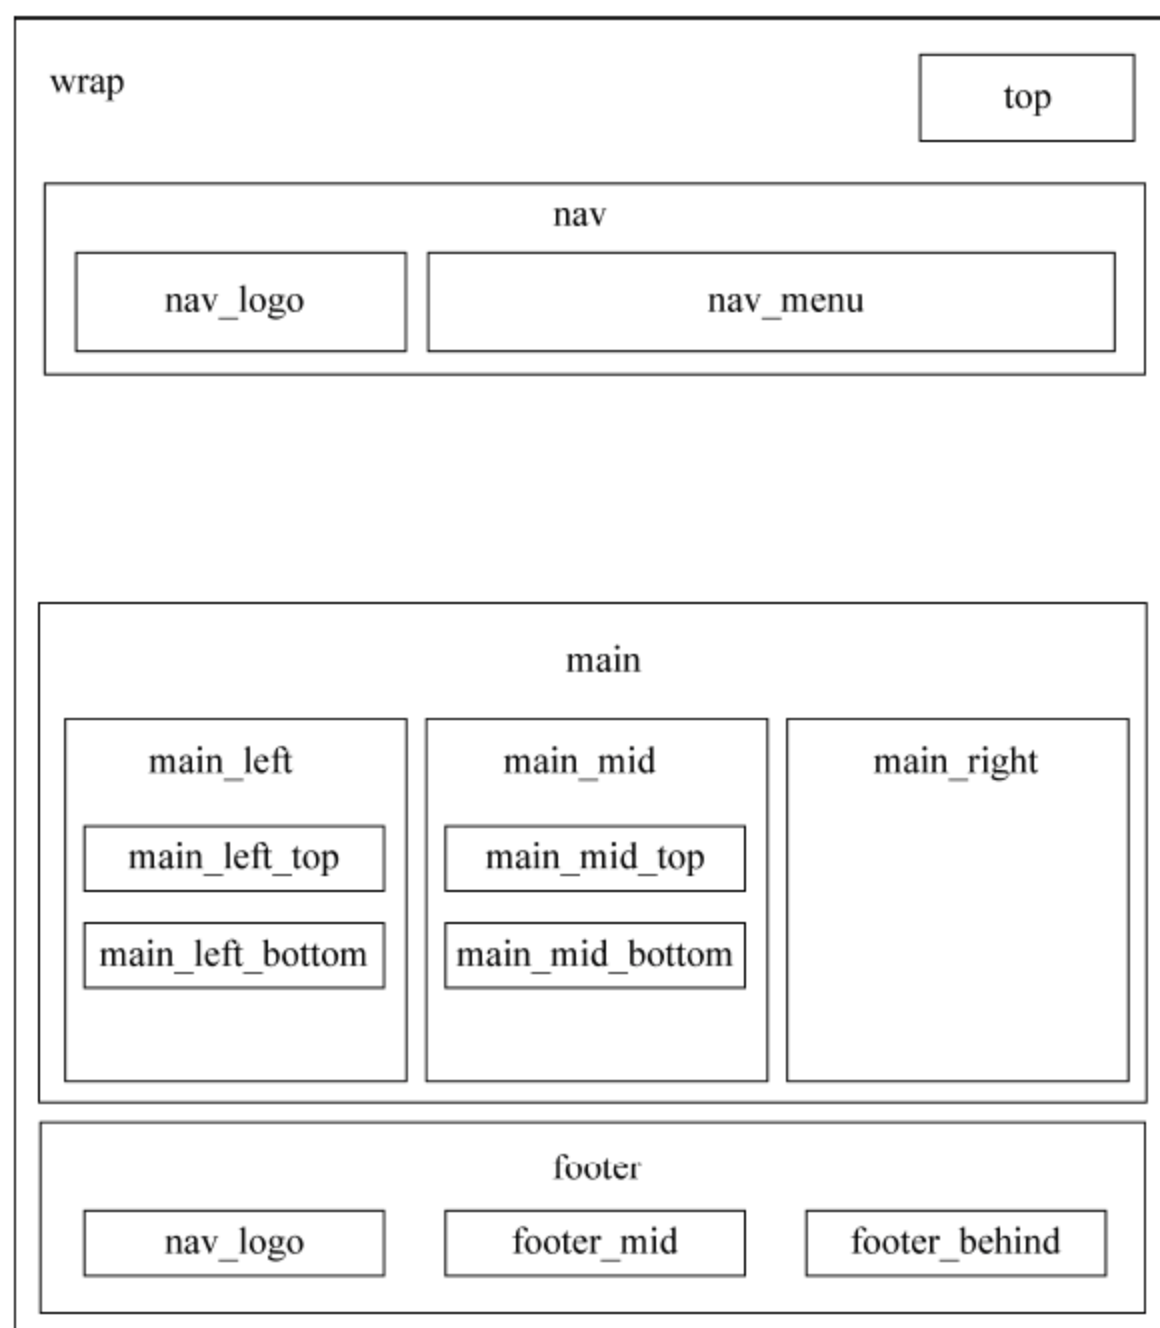 wrap
top
nav
nav_logo
nav_menu
main
main_left
main_mid
main_right
main_left_top
main_mid_top
main_left_bottom
main_mid_bottom
footer
nav_logo
footer_mid
footer_behind